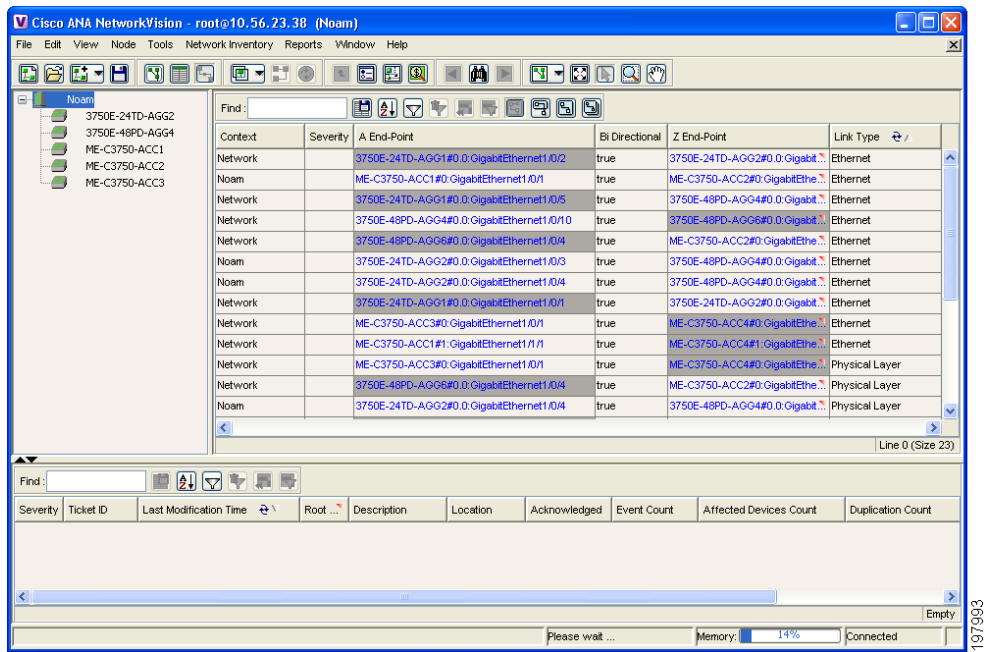 Cisco ANA NetworkVision - root@10.56.23.38 (Noam)
File Edit View Node Tools Network Inventory Reports Window Help
Noam
3750E-24TD-AGG2
3750E-48PD-AGG4
ME-C3750-ACC1
ME-C3750-ACC2
ME-C3750-ACC3
Find :
Context Severity A End-Point Bi Directional Z End-Point Link Type
Network 3750E-24TD-AGG1#0.0:GigabitEthernet1/0/2 true 3750E-24TD-AGG2#0.0:Gigabit... Ethernet
Noam ME-C3750-ACC1#0:GigabitEthernet1/0/1 true ME-C3750-ACC2#0:GigabitEthe... Ethernet
Network 3750E-24TD-AGG1#0.0:GigabitEthernet1/0/5 true 3750E-48PD-AGG4#0.0:Gigabit... Ethernet
Network 3750E-48PD-AGG4#0.0:GigabitEthernet1/0/10 true 3750E-48PD-AGG6#0.0:Gigabit... Ethernet
Network 3750E-48PD-AGG6#0.0:GigabitEthernet1/0/4 true ME-C3750-ACC2#0:GigabitEthe... Ethernet
Noam 3750E-24TD-AGG2#0.0:GigabitEthernet1/0/3 true 3750E-48PD-AGG4#0.0:Gigabit... Ethernet
Noam 3750E-24TD-AGG2#0.0:GigabitEthernet1/0/4 true 3750E-48PD-AGG4#0.0:Gigabit... Ethernet
Network 3750E-24TD-AGG1#0.0:GigabitEthernet1/0/1 true 3750E-24TD-AGG2#0.0:Gigabit... Ethernet
Network ME-C3750-ACC3#0:GigabitEthernet1/0/1 true ME-C3750-ACC4#0:GigabitEthe... Ethernet
Network ME-C3750-ACC1#1:GigabitEthernet1/1/1 true ME-C3750-ACC4#1:GigabitEthe... Ethernet
Network ME-C3750-ACC3#0:GigabitEthernet1/0/1 true ME-C3750-ACC4#0:GigabitEthe... Physical Layer
Network 3750E-48PD-AGG6#0.0:GigabitEthernet1/0/4 true ME-C3750-ACC2#0:GigabitEthe... Physical Layer
Noam 3750E-24TD-AGG2#0.0:GigabitEthernet1/0/4 true 3750E-48PD-AGG4#0.0:Gigabit... Physical Layer
Line 0 (Size 23)
Find :
Severity Ticket ID Last Modification Time Root ... Description Location Acknowledged Event Count Affected Devices Count Duplication Count
Empty
Please wait ... Memory: 14% Connected
197993